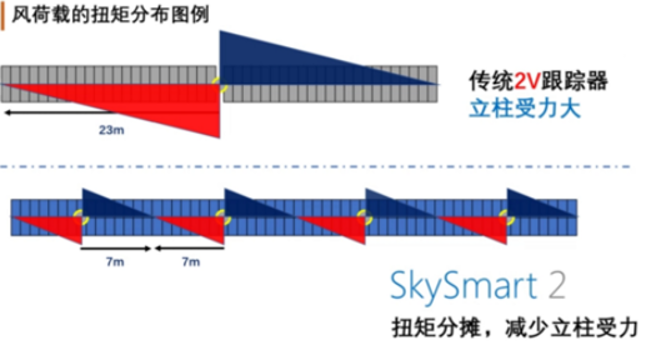 风荷载的扭矩分布图例
传统2V跟踪器
立柱受力大
23m
7m
7m
SkySmart 2
扭矩分摊，减少立柱受力